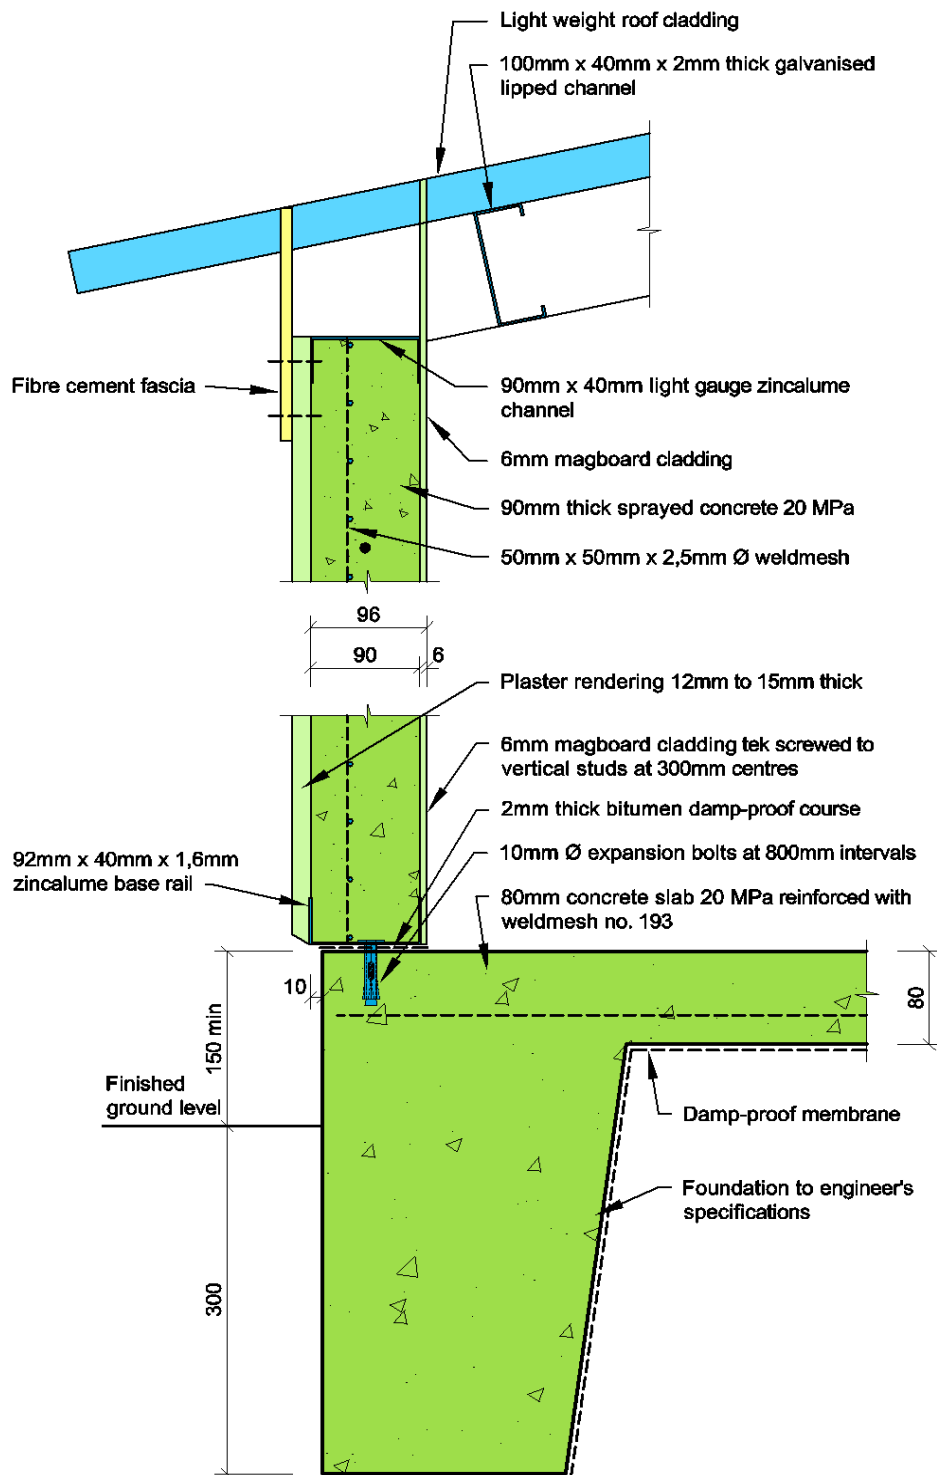 Light weight roof cladding
100mm x 40mm x 2mm thick galvanised
lipped channel
Fibre cement fascia
90mm x 40mm light gauge zincalume
channel
6mm magboard cladding
90mm thick sprayed concrete 20 MPa
50mm x 50mm x 2,5mm Ø weldmesh
96
90
6
Plaster rendering 12mm to 15mm thick
6mm magboard cladding tek screwed to
vertical studs at 300mm centres
2mm thick bitumen damp-proof course
92mm x 40mm x 1,6mm
zincalume base rail
10mm Ø expansion bolts at 800mm intervals
80mm concrete slab 20 MPa reinforced with
weldmesh no. 193
10
80
150 min
Finished
ground level
Damp-proof membrane
Foundation to engineer's
specifications
300